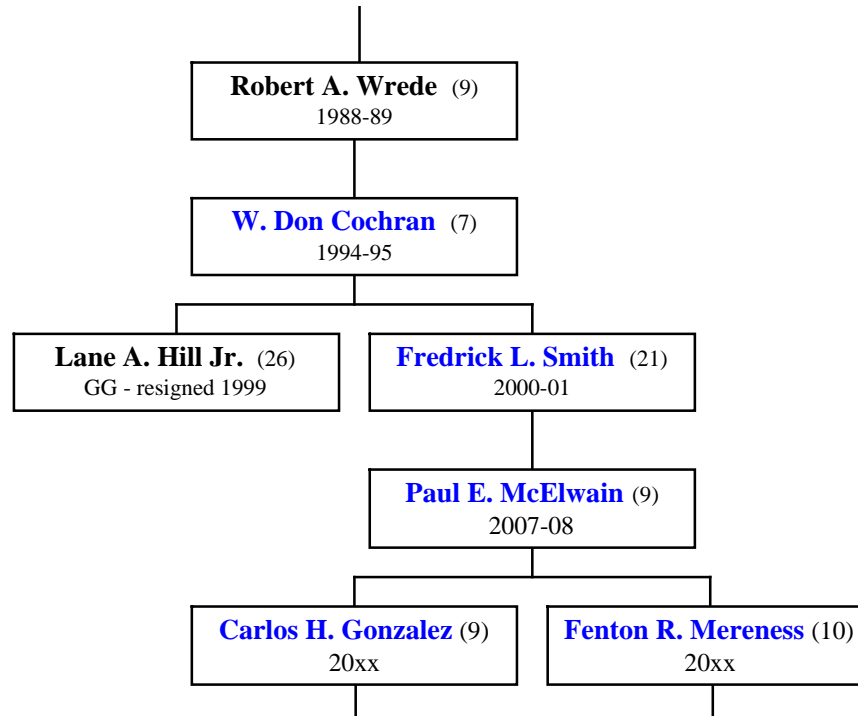 Robert A. Wrede (9)
1988-89
W. Don Cochran (7)
1994-95
Lane A. Hill Jr. (26)
GG - resigned 1999
Fredrick L. Smith (21)
2000-01
Paul E. McElwain (9)
2007-08
Carlos H. Gonzalez (9)
20xx
Fenton R. Mereness (10)
20xx